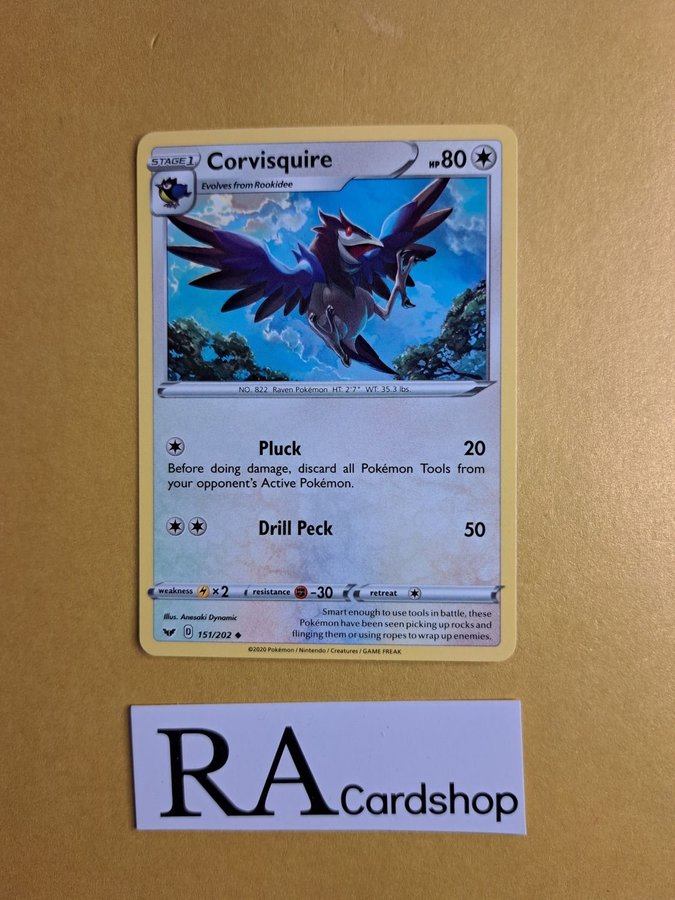 STAGE 1 Corvisquire HP 80
Evolves from Rookidee
NO. 822 Raven Pokémon HT: 2'7" WT: 35.3 lbs.
Pluck 20
Before doing damage, discard all Pokémon Tools from
your opponent's Active Pokémon.
Drill Peck 50
weakness ×2 resistance -30 retreat
Illus. Anesaki Dynamic
Smart enough to use tools in battle, these
Pokémon have been seen picking up rocks and
flinging them or using ropes to wrap up enemies.
D 151/202
©2020 Pokémon / Nintendo / Creatures / GAME FREAK
RA Cardshop